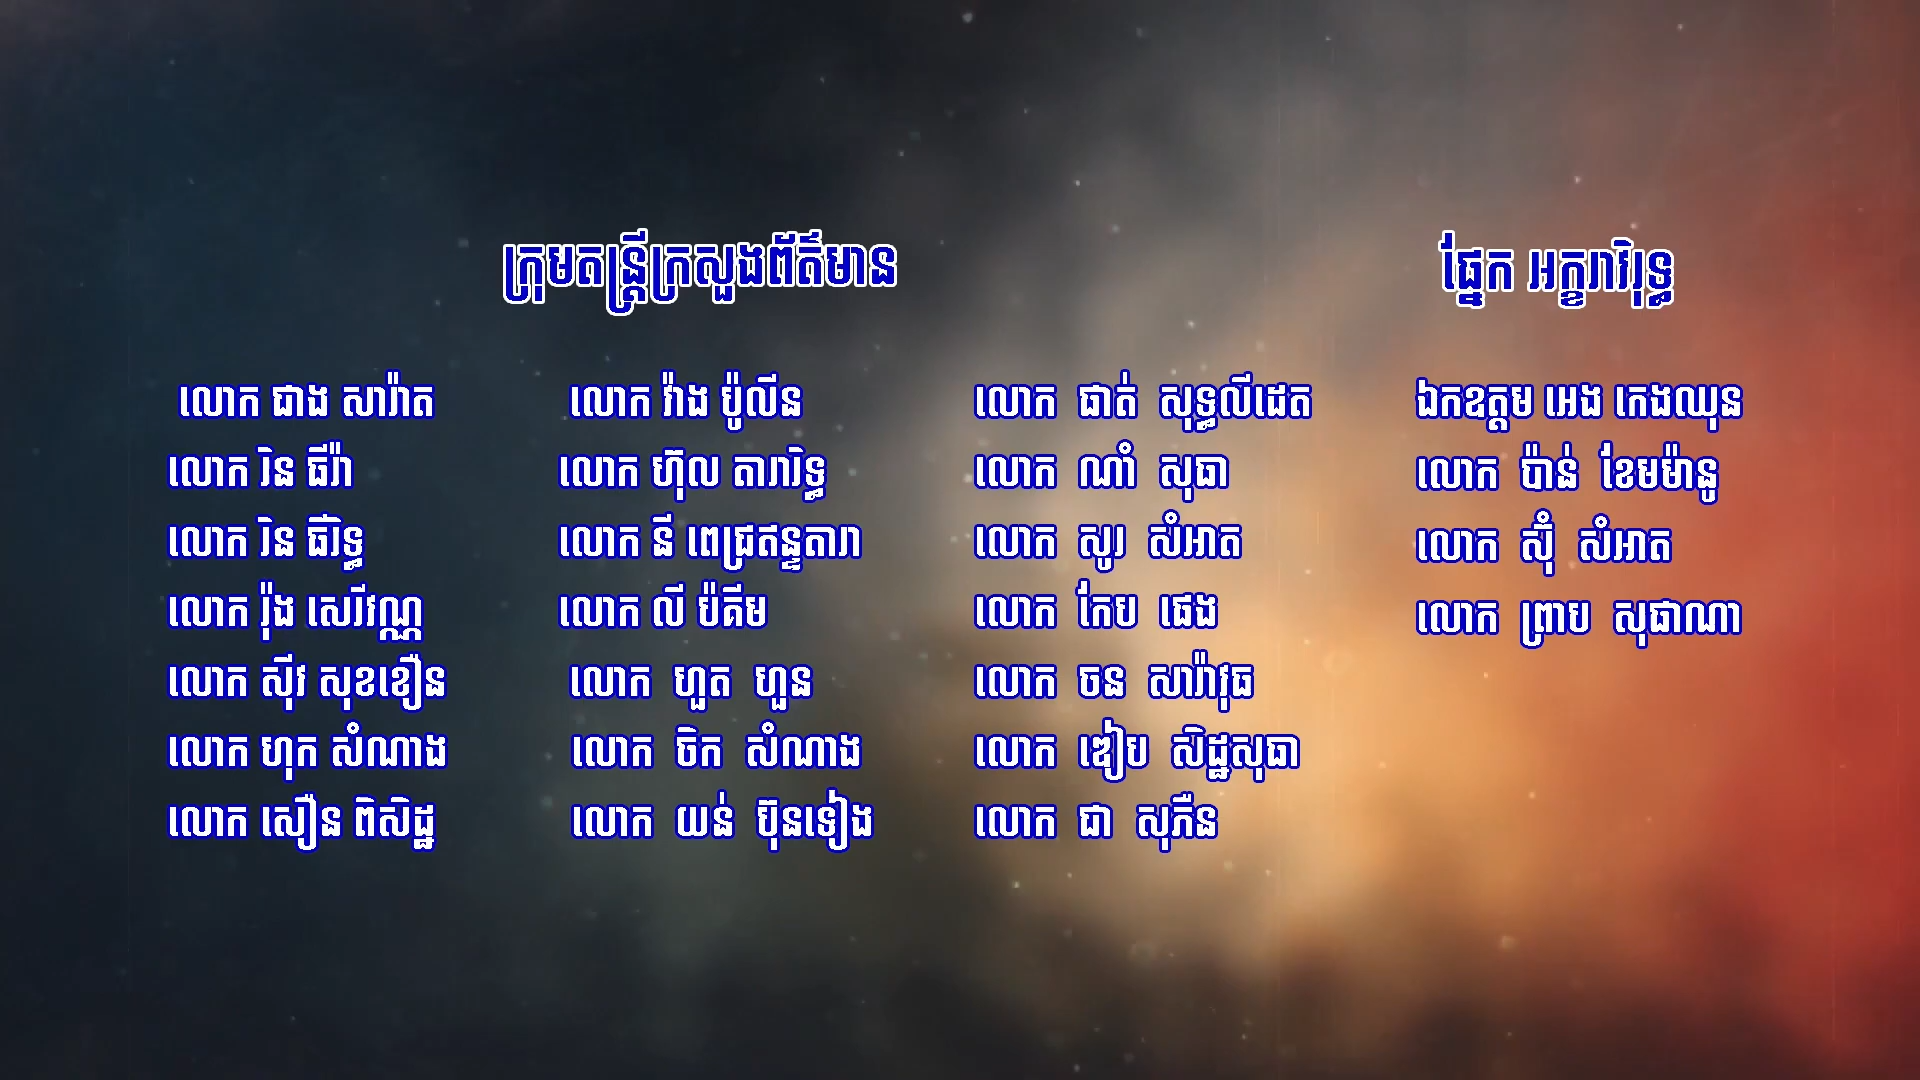 ក្រុមតន្ត្រីក្រសួងព័ត៌មាន
លោក ជាង សារ៉ាត
លោក រិន ធីរ៉ា
លោក រិន ធីរិទ្ធ
លោក រ៉ុង សេរីវណ្ណ
លោក ស៊ីវ សុខខឿន
លោក ហុក សំណាង
លោក សឿន ពិសិដ្ឋ
លោក វ៉ាង ប៉ូលីន
លោក ហ៊ុល តារារិទ្ធ
លោក នី ពេជ្រឥន្ទតារា
លោក លី ប៉គីម
លោក ហួត ហួន
លោក ចិក សំណាង
លោក យន់ ប៊ុនទៀង
លោក ផាត់ សុទ្ធលីដេត
លោក ណាំ សុធា
លោក សូរ សំអាត
លោក កែប ផេង
លោក ចន សារ៉ាវុធ
លោក ឌៀប សិដ្ឋសុធា
លោក ជា សុភឺន
ផ្នែក អក្ខរាវិរុទ្ធ
ឯកឧត្តម អេង កេងឈុន
លោក ប៉ាន់ ខែមម៉ានូ
លោក ស៊ុំ សំអាត
លោក ព្រាប សុផាណា